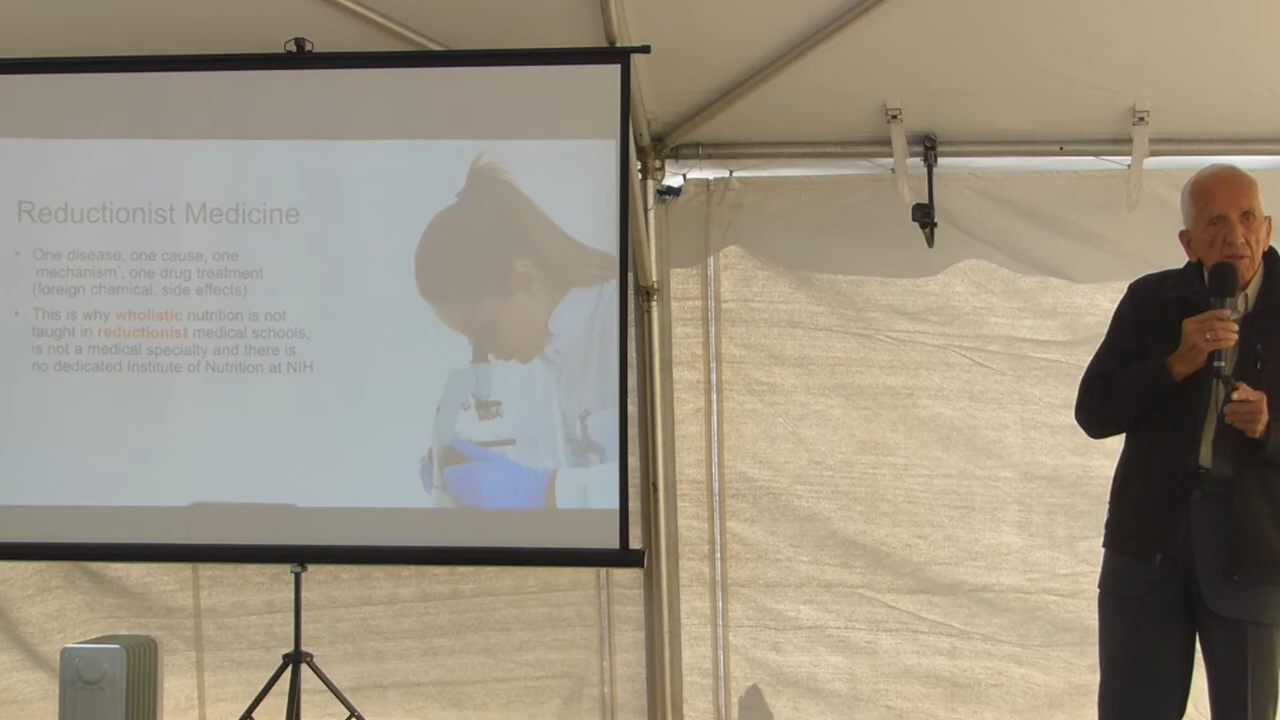 Reductionist Medicine
• One disease, one cause, one
'mechanism', one drug treatment
(foreign chemical, side effects)
• This is why wholistic nutrition is not
taught in reductionist medical schools,
is not a medical specialty and there is
no dedicated Institute of Nutrition at NIH